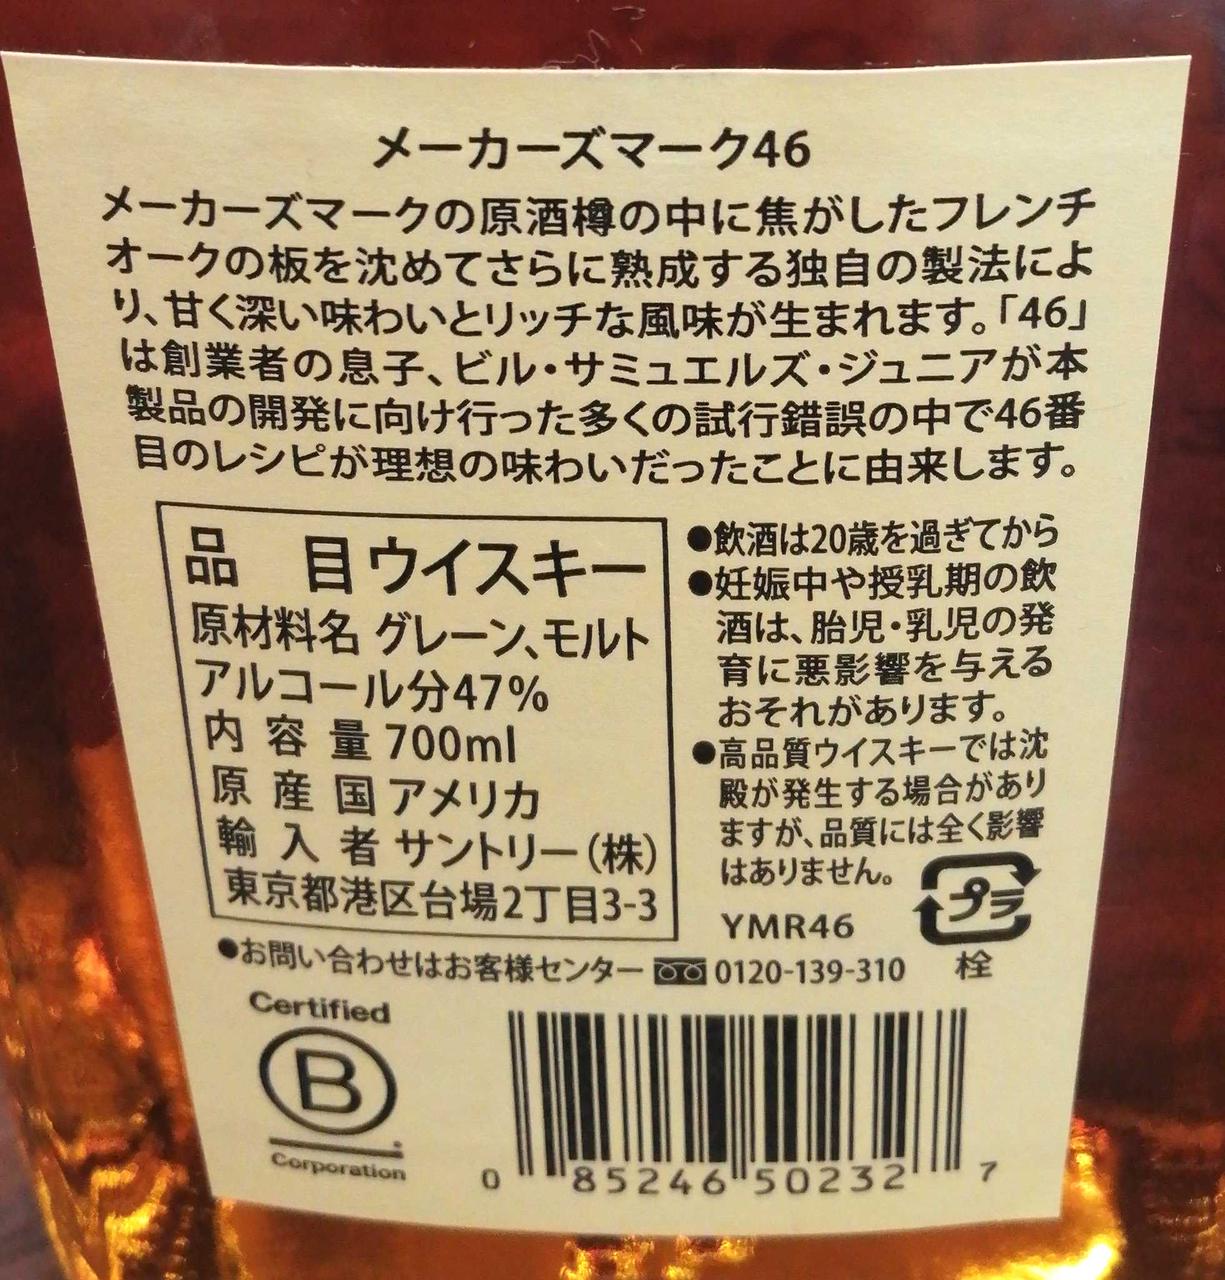 メーカーズマーク46
メーカーズマークの原酒樽の中に焦がしたフレンチ
オークの板を沈めてさらに熟成する独自の製法によ
り、甘く深い味わいとリッチな風味が生まれます。「46」
は創業者の息子、ビル・サミュエルズ・ジュニアが本
製品の開発に向け行った多くの試行錯誤の中で46番
目のレシピが理想の味わいだったことに由来します。
品 目 ウイスキー
原材料名 グレーン、モルト
アルコール分47%
内容量 700ml
原産国 アメリカ
輸入者 サントリー(株)
東京都港区台場2丁目3-3
●飲酒は20歳を過ぎてから
●妊娠中や授乳期の飲
酒は、胎児・乳児の発
育に悪影響を与える
おそれがあります。
●高品質ウイスキーでは沈
殿が発生する場合があり
ますが、品質には全く影響
はありません。
YMR46
プラ
栓
●お問い合わせはお客様センター 0120-139-310
Certified
B
Corporation
0 85246 50232 7